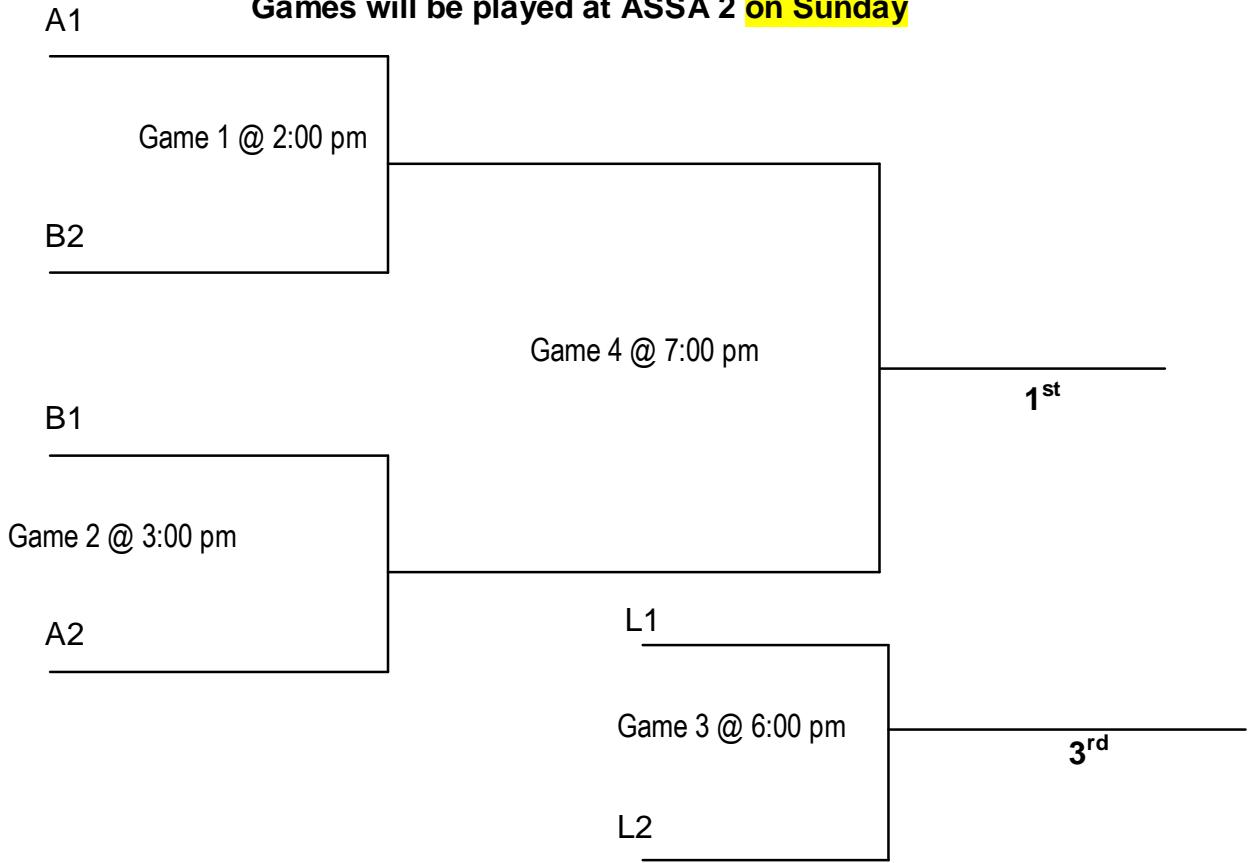 Games will be played at ASSA 2 on Sunday
A1
Game 1 @ 2:00 pm
B2
Game 4 @ 7:00 pm
1st
B1
Game 2 @ 3:00 pm
A2
L1
Game 3 @ 6:00 pm
3rd
L2